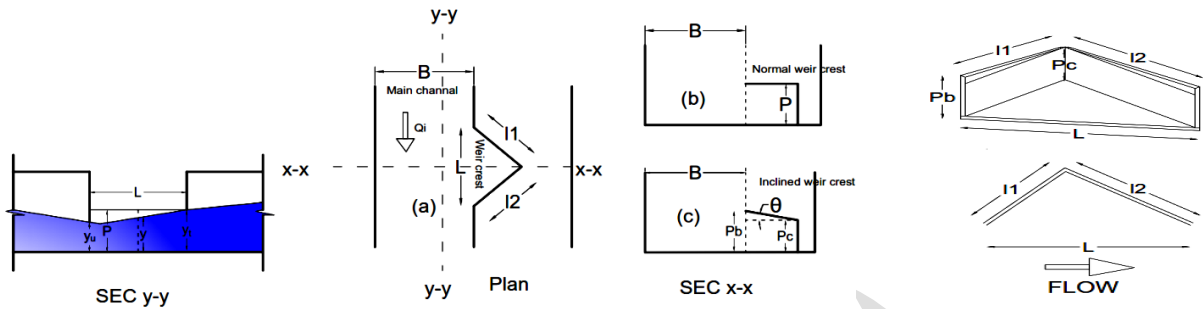 L
x-x
yu
P
y
yi
SEC y-y
y-y
B
Main channel
Qi
l1
L
Weir crest
l2
(a)
x-x
y-y
Plan
B
Normal weir crest
(b)
P
B
Inclined weir crest
θ
(c)
Pb
Pc
SEC x-x
l1
l2
Pc
Pb
L
l1
l2
L
FLOW